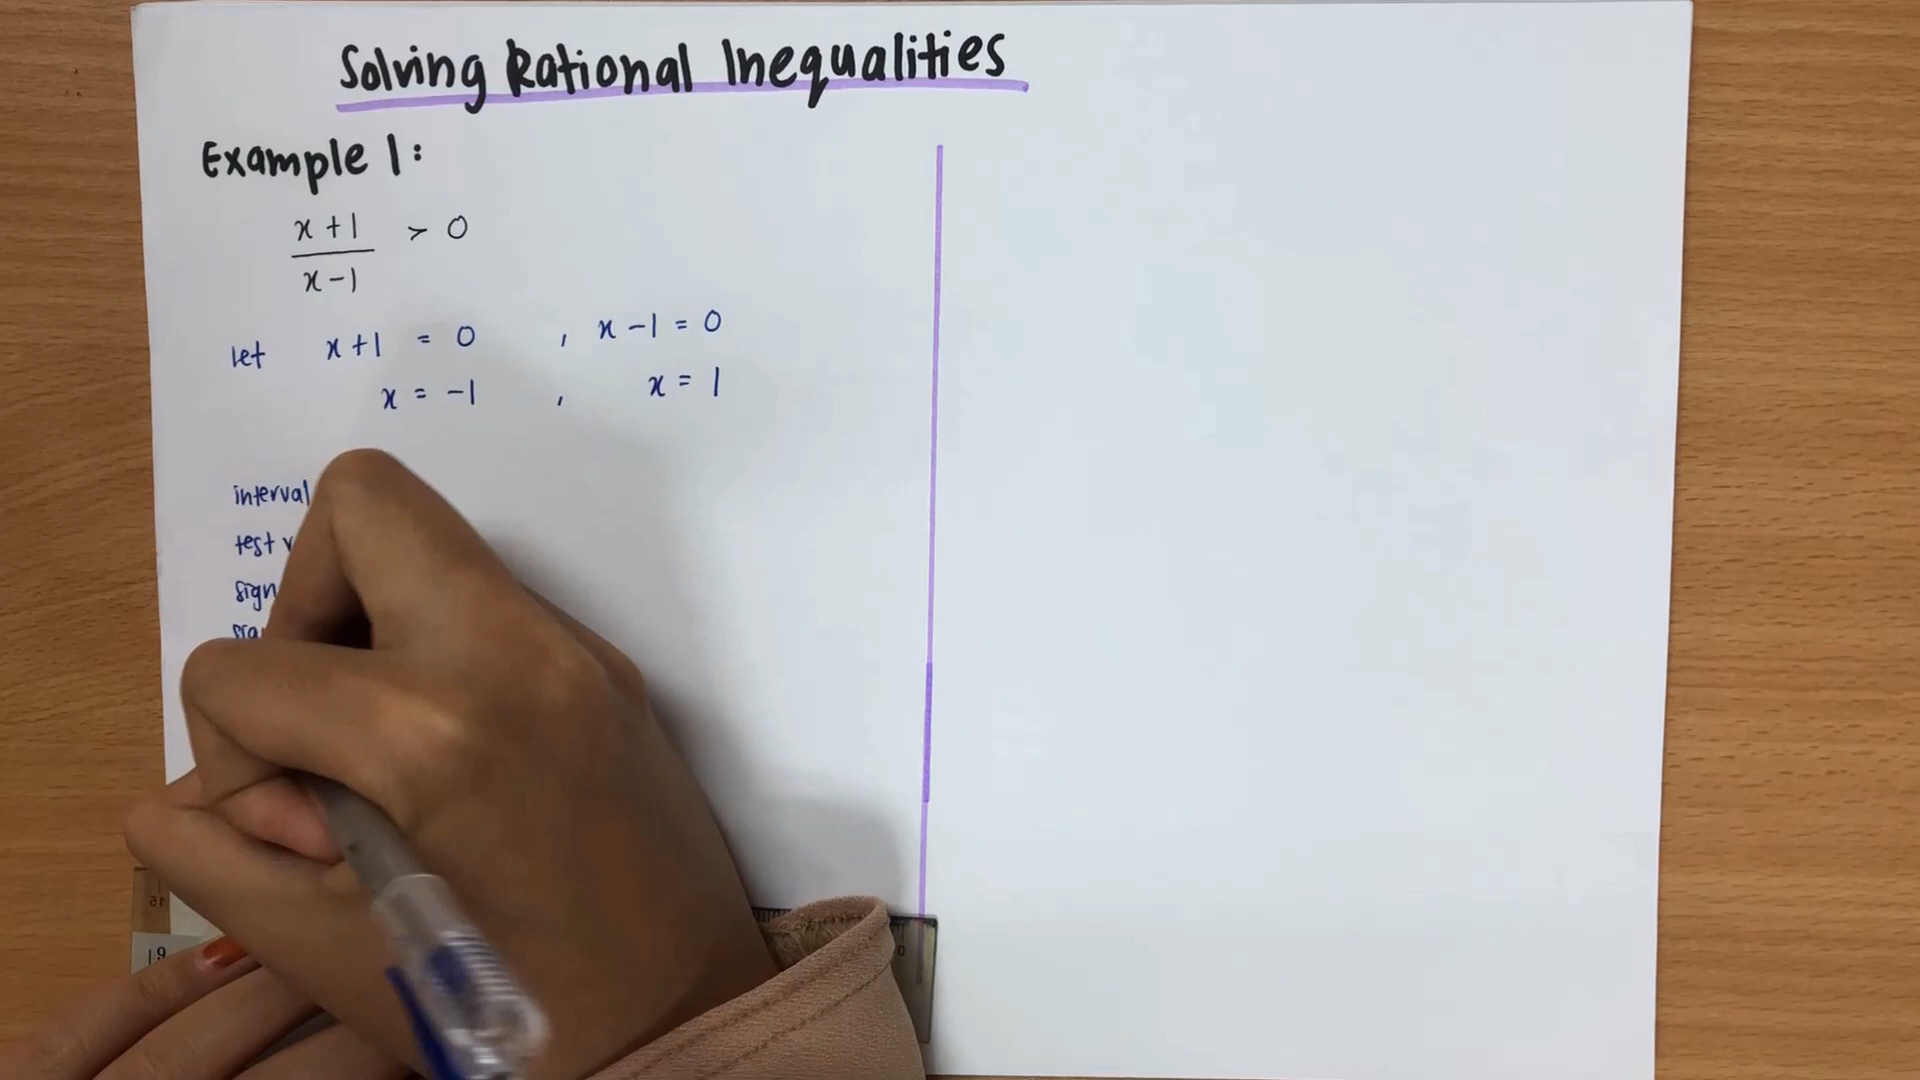 Solving Rational Inequalities
Example 1:
x + 1 > 0
x - 1
let x + 1 = 0 , x - 1 = 0
x = -1 , x = 1
interval
test
sign